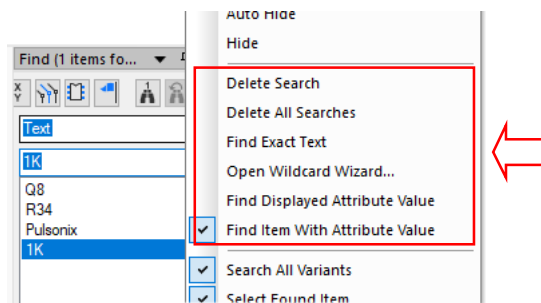 Auto Hide
Hide
Find (1 items fo...
Delete Search
Delete All Searches
Find Exact Text
Open Wildcard Wizard...
Find Displayed Attribute Value
Find Item With Attribute Value
Search All Variants
Select Found Item
X
Y
1
Text
1K
Q8
R34
Pulsonix
1K